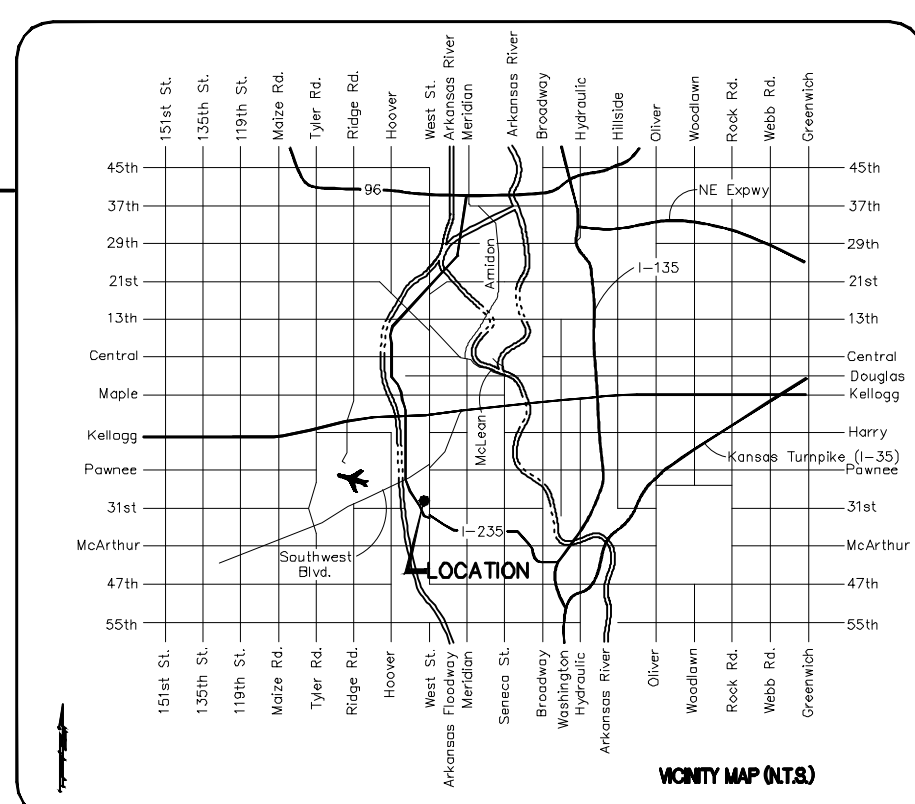 151st St.
135th St.
119th St.
Maize Rd.
Tyler Rd.
Ridge Rd.
Hoover
West St.
Arkansas River
Meridian
Arkansas River
Broadway
Hydraulic
Hillside
Oliver
Woodlawn
Rock Rd.
Webb Rd.
Greenwich
45th
45th
96
NE Expwy
37th
37th
29th
29th
Amidon
I-135
21st
21st
13th
13th
Central
Central
Douglas
Maple
Kellogg
McLean
Kellogg
Harry
Kansas Turnpike (I-35)
Pawnee
Pawnee
31st
31st
I-235
McArthur
McArthur
Southwest
Blvd.
LOCATION
47th
47th
55th
55th
151st St.
135th St.
119th St.
Maize Rd.
Tyler Rd.
Ridge Rd.
Hoover
West St.
Arkansas Floodway
Meridian
Seneca St.
Broadway
Washington
Hydraulic
Arkansas River
Oliver
Woodlawn
Rock Rd.
Webb Rd.
Greenwich
VICINITY MAP (N.T.S.)